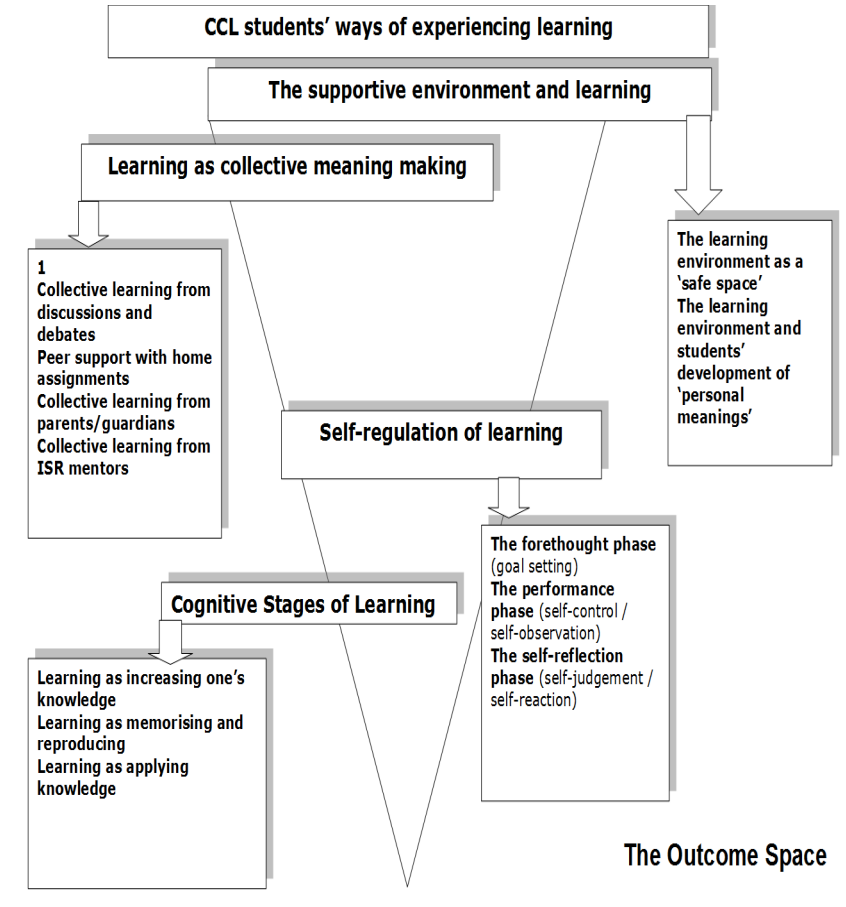 CCL students’ ways of experiencing learning
The supportive environment and learning
Learning as collective meaning making
The learning
environment as a
‘safe space’
The learning
environment and
students’
development of
‘personal
meanings’
1
Collective learning from
discussions and
debates
Peer support with home
assignments
Collective learning from
parents/guardians
Collective learning from
ISR mentors
Self-regulation of learning
The forethought phase
(goal setting)
The performance
phase (self-control /
self-observation)
The self-reflection
phase (self-judgement /
self-reaction)
Cognitive Stages of Learning
Learning as increasing one’s
knowledge
Learning as memorising and
reproducing
Learning as applying
knowledge
The Outcome Space